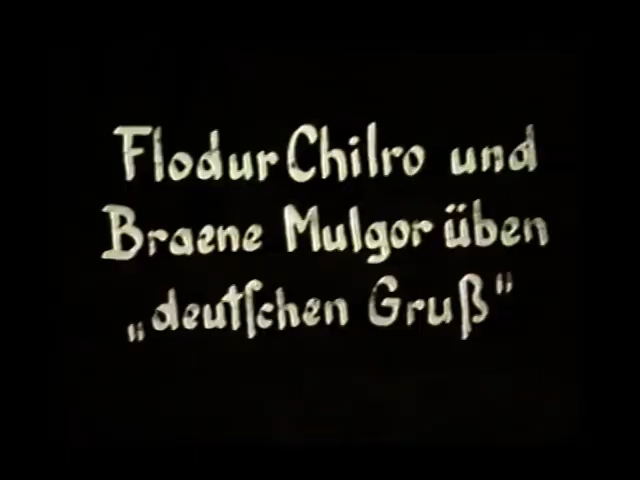 Flodur Chilro und
Braene Mulgor üben
„deutſchen Gruß"